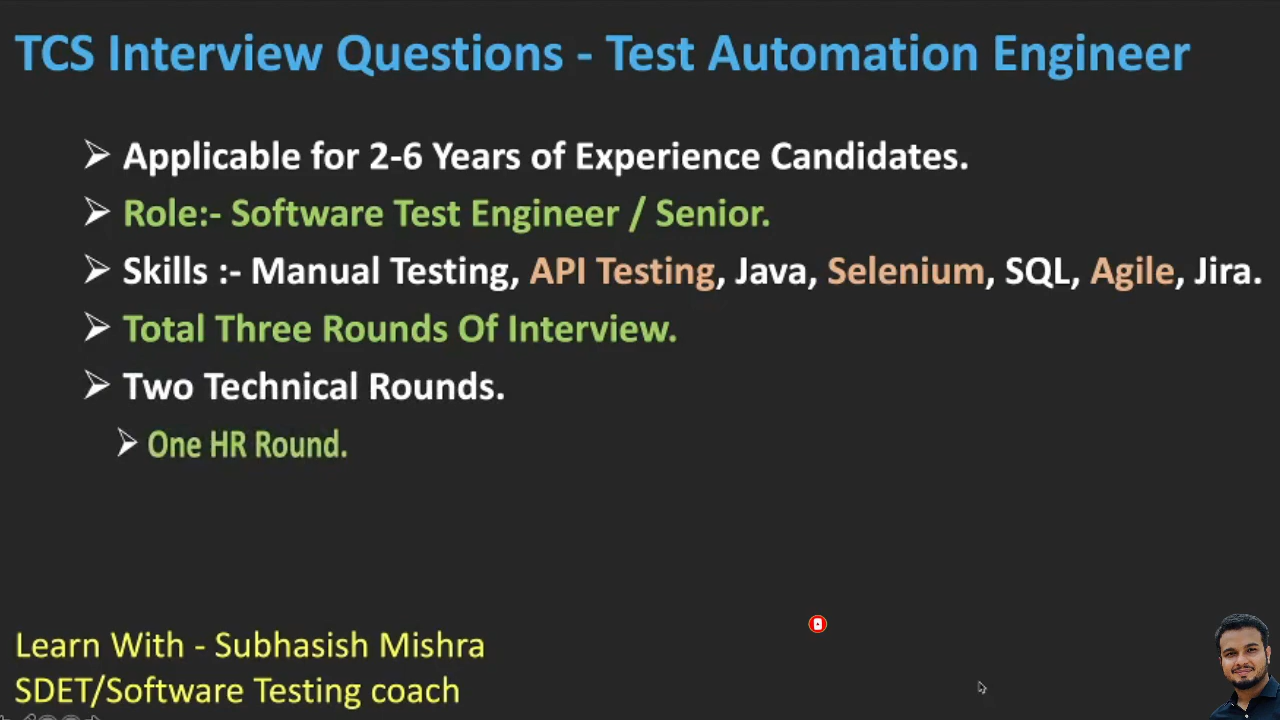 TCS Interview Questions - Test Automation Engineer
Applicable for 2-6 Years of Experience Candidates.
Role:- Software Test Engineer / Senior.
Skills :- Manual Testing, API Testing, Java, Selenium, SQL, Agile, Jira.
Total Three Rounds Of Interview.
Two Technical Rounds.
One HR Round.
Learn With - Subhasish Mishra
SDET/Software Testing coach